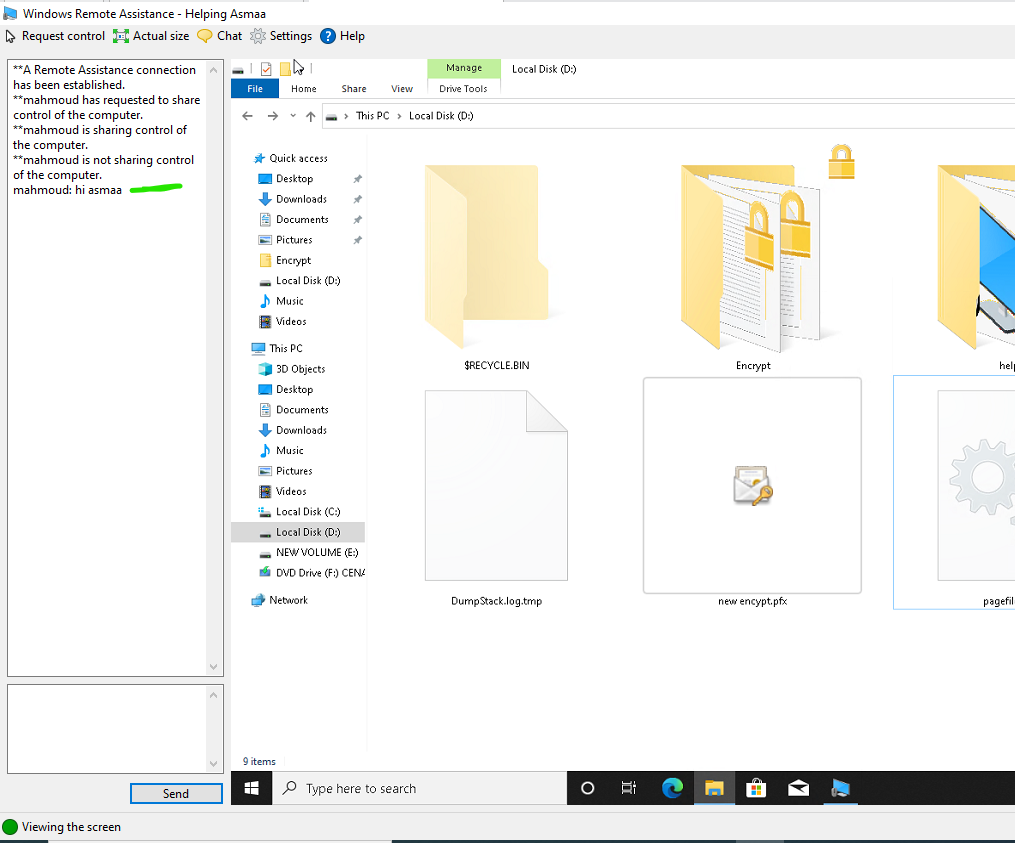 Windows Remote Assistance - Helping Asmaa
Request control Actual size Chat Settings Help
**A Remote Assistance connection
has been established.
**mahmoud has requested to share
control of the computer.
**mahmoud is sharing control of
the computer.
**mahmoud is not sharing control
of the computer.
mahmoud: hi asmaa
Send
Viewing the screen
Manage Local Disk (D:)
File Home Share View Drive Tools
This PC Local Disk (D:)
Quick access
Desktop
Downloads
Documents
Pictures
Encrypt
Local Disk (D:)
Music
Videos
This PC
3D Objects
Desktop
Documents
Downloads
Music
Pictures
Videos
Local Disk (C:)
Local Disk (D:)
NEW VOLUME (E:)
DVD Drive (F:) CENA
Network
$RECYCLE.BIN Encrypt help
DumpStack.log.tmp new encrypt.pfx pagefil
9 items
Type here to search